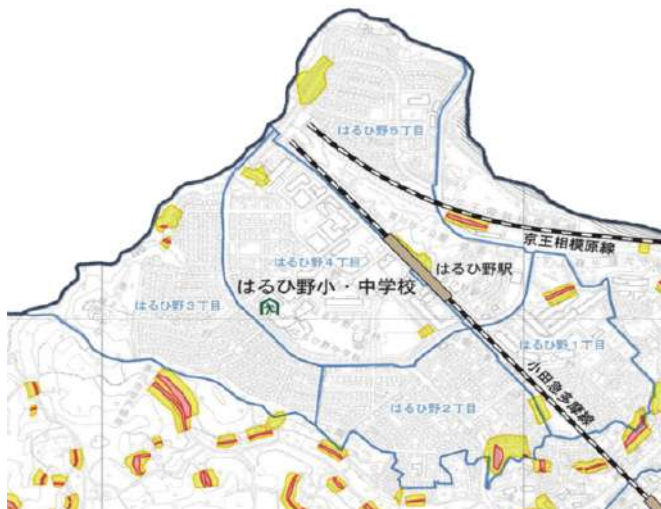 はるひ野5丁目
京王相模原線
はるひ野4丁目
はるひ野駅
はるひ野小・中学校
はるひ野3丁目
はるひ野1丁目
小田急多摩線
はるひ野2丁目